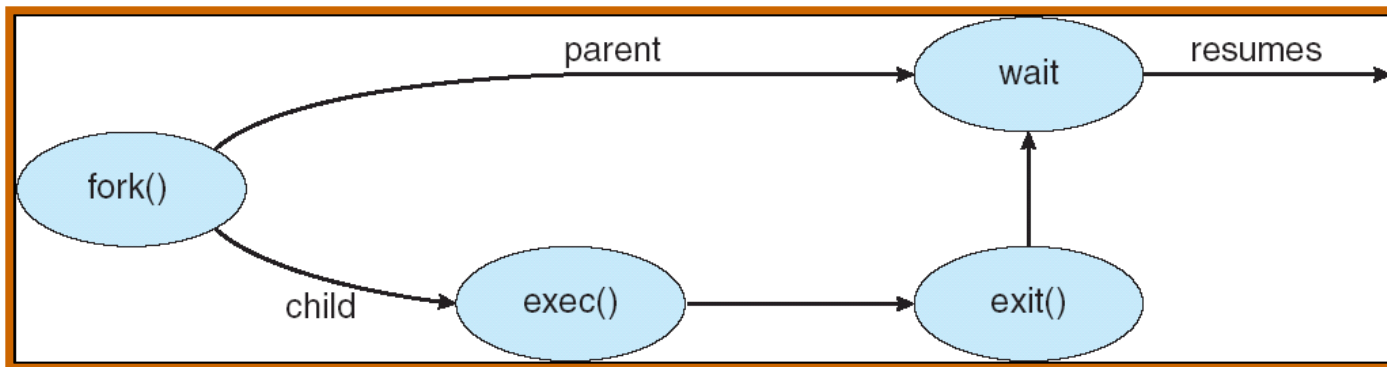 parent
wait
resumes
fork()
child
exec()
exit()